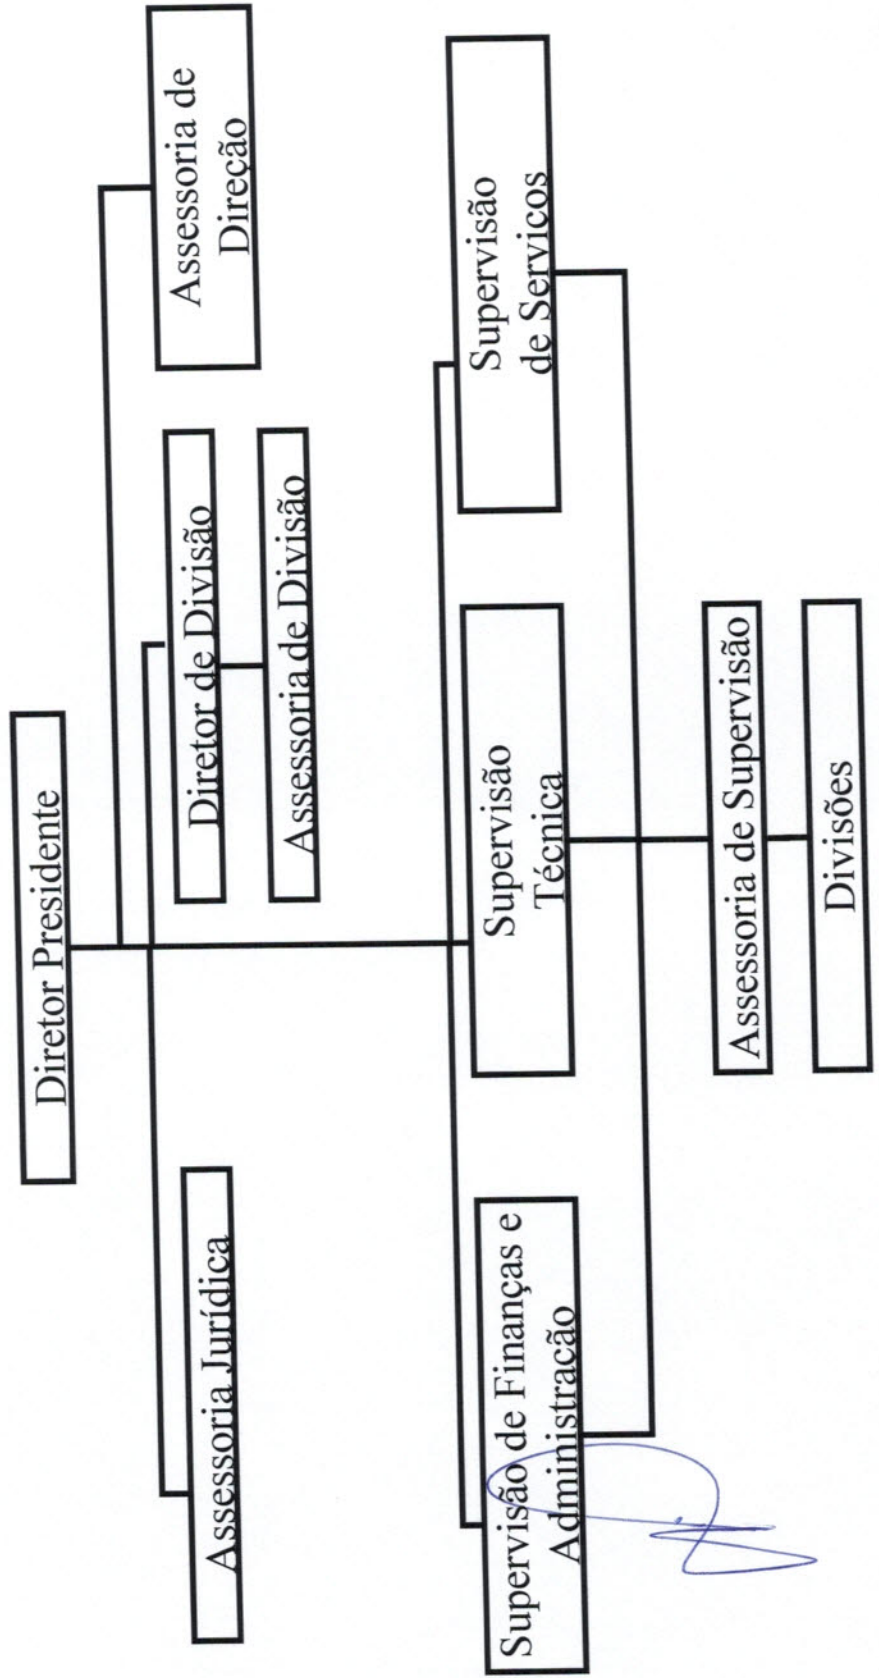 Diretor Presidente
Assessoria de
Direção
Diretor de Divisão
Assessoria de Divisão
Assessoria Jurídica
Supervisão de Finanças e
Administração
Supervisão
Técnica
Supervisão
de Serviços
Assessoria de Supervisão
Divisões